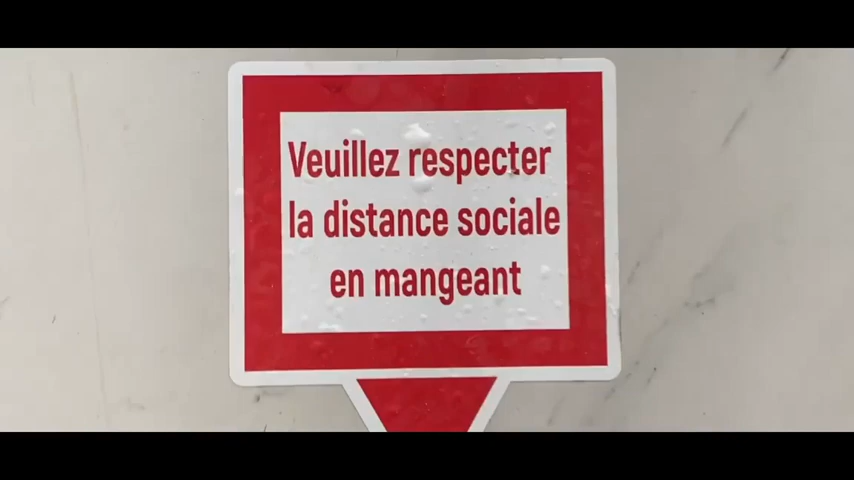 Veuillez respecter
la distance sociale
en mangeant